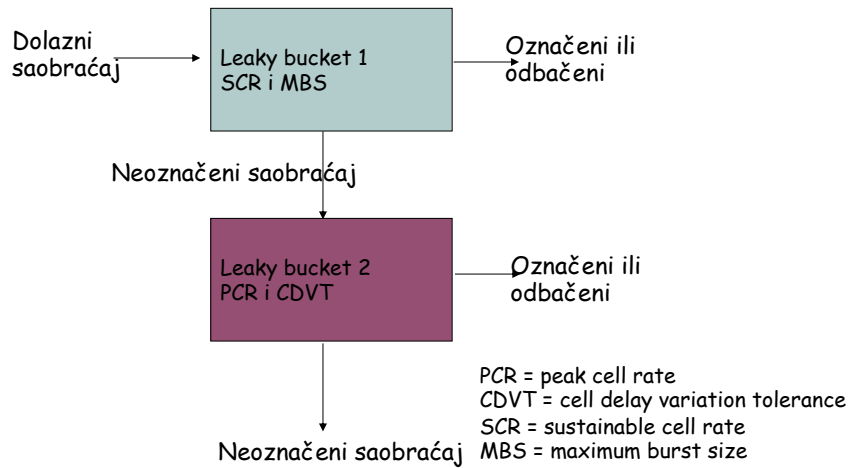 Dolazni
saobraćaj
Leaky bucket 1
SCR i MBS
Označeni ili
odbačeni
Neoznačeni saobraćaj
Leaky bucket 2
PCR i CDVT
Označeni ili
odbačeni
PCR = peak cell rate
CDVT = cell delay variation tolerance
SCR = sustainable cell rate
MBS = maximum burst size
Neoznačeni saobraćaj